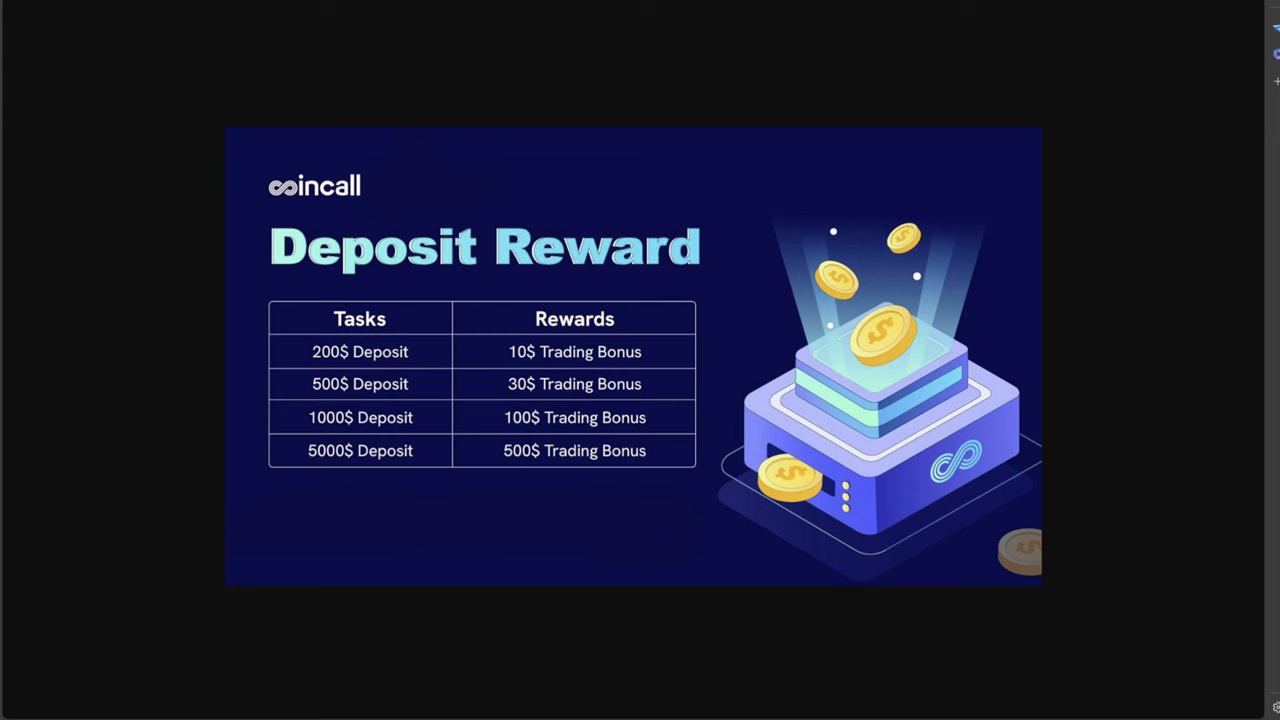 coincall
Deposit Reward
Tasks Rewards
200$ Deposit 10$ Trading Bonus
500$ Deposit 30$ Trading Bonus
1000$ Deposit 100$ Trading Bonus
5000$ Deposit 500$ Trading Bonus